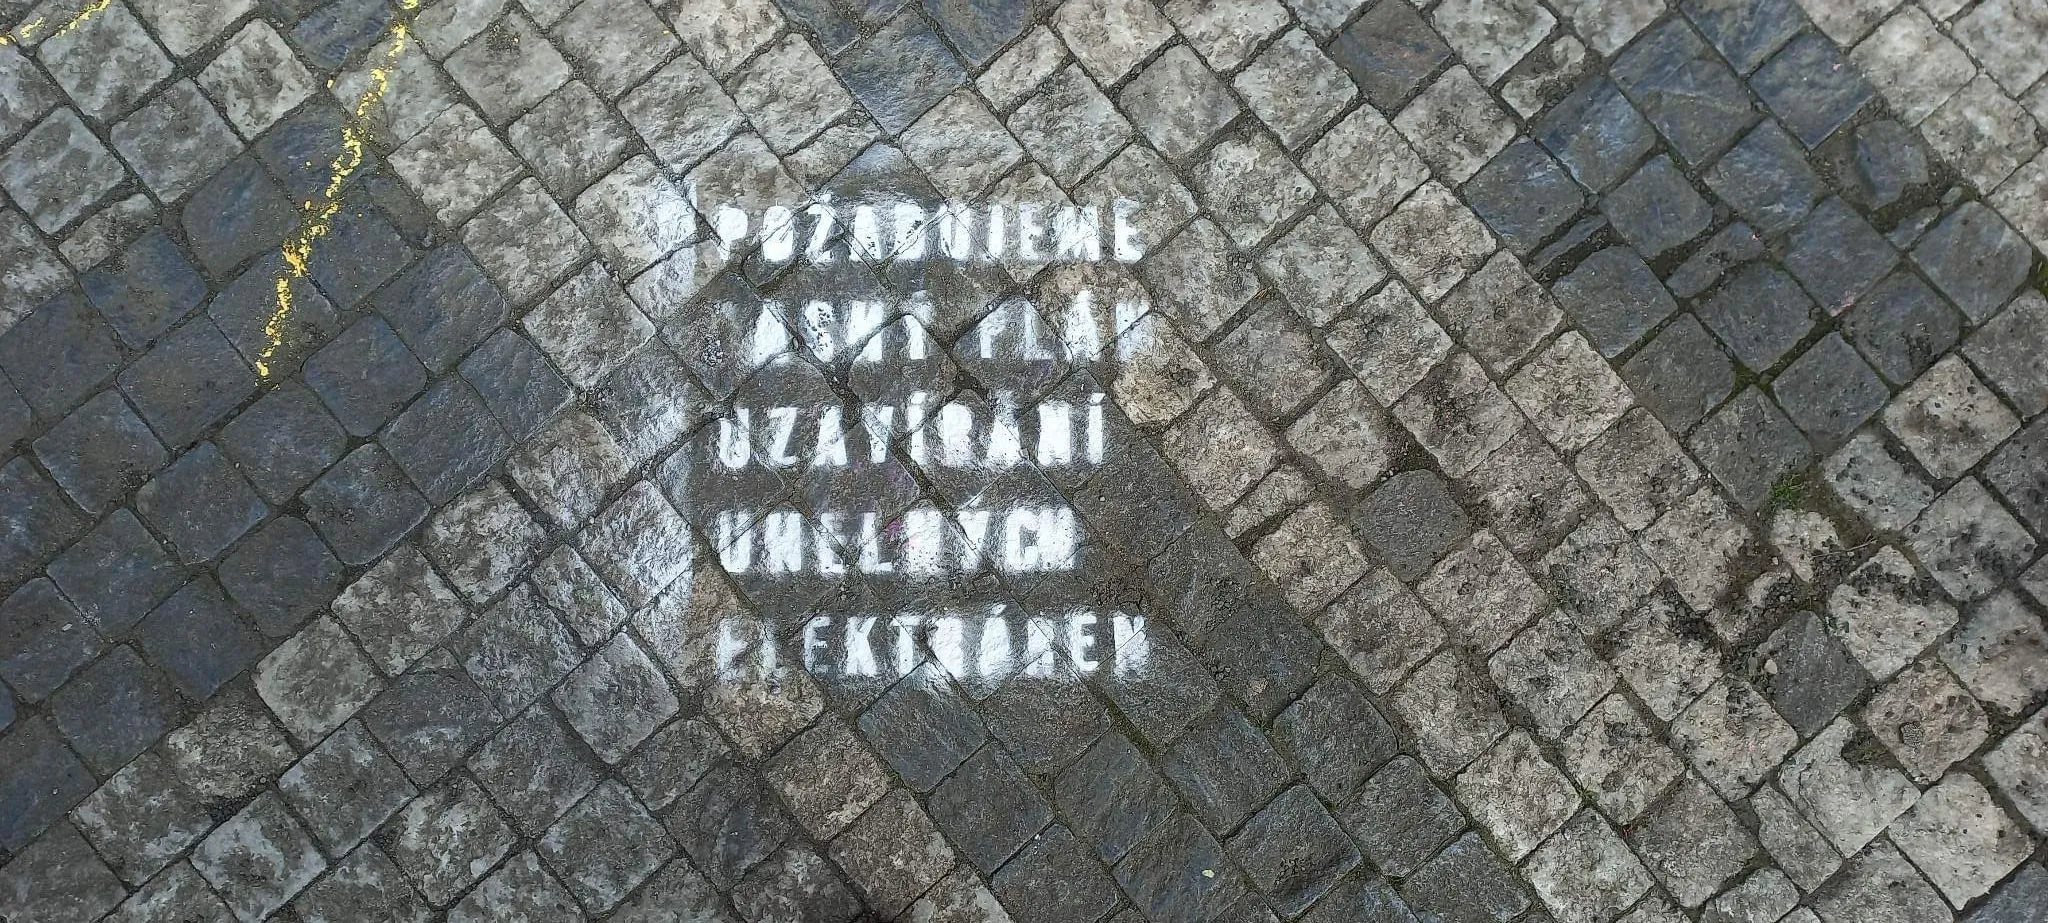 POŽADUJEME
JASNÝ PLÁN
UZAVÍRÁNÍ
UHELNÝCH
ELEKTRÁREN